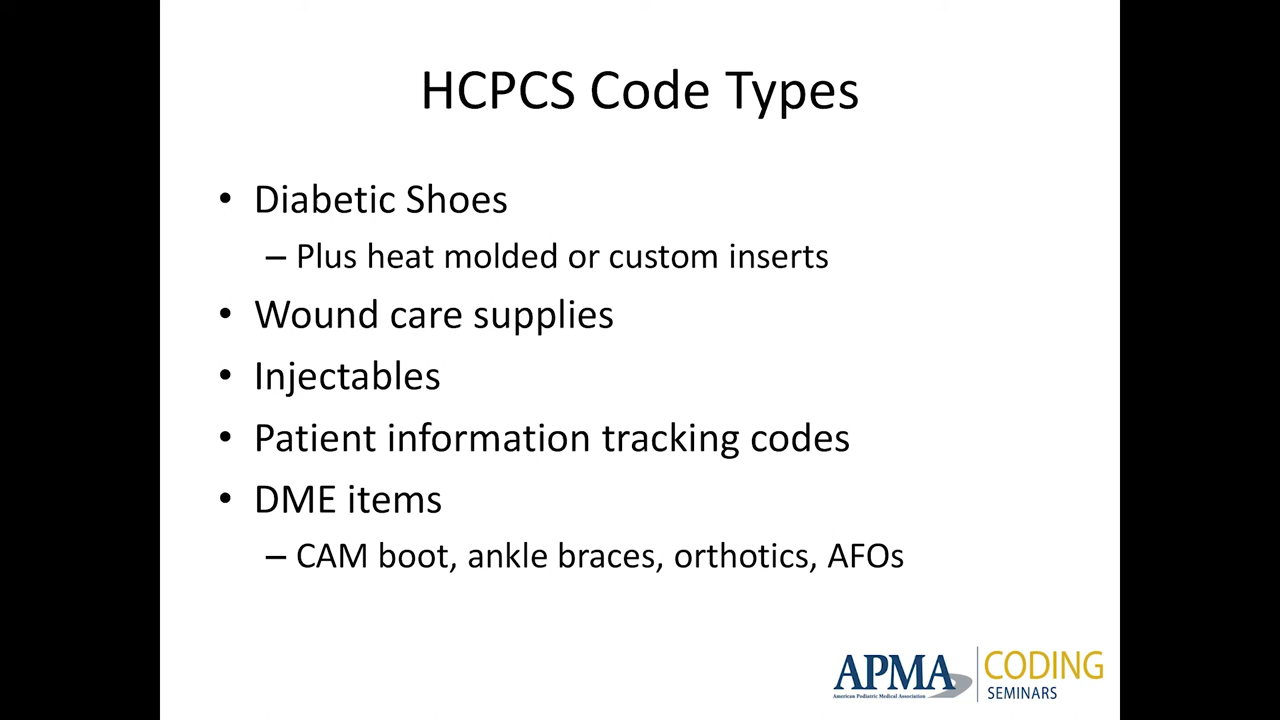 HCPCS Code Types
• Diabetic Shoes
– Plus heat molded or custom inserts
• Wound care supplies
• Injectables
• Patient information tracking codes
• DME items
– CAM boot, ankle braces, orthotics, AFOs
APMA
American Podiatric Medical Association
CODING
SEMINARS